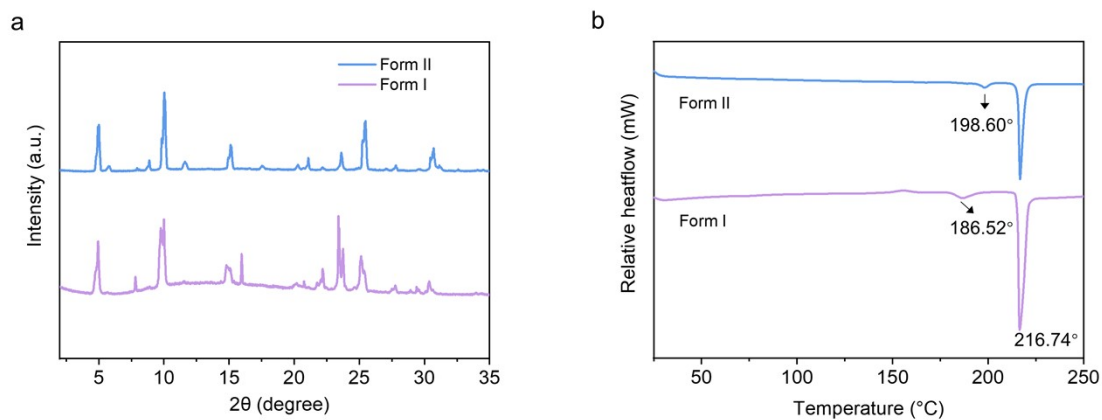 a
Intensity (a.u.)
Form II
Form I
5
10
15
20
25
30
35
2θ (degree)
b
Relative heatflow (mW)
Form II
198.60°
Form I
186.52°
216.74°
50
100
150
200
250
Temperature (°C)